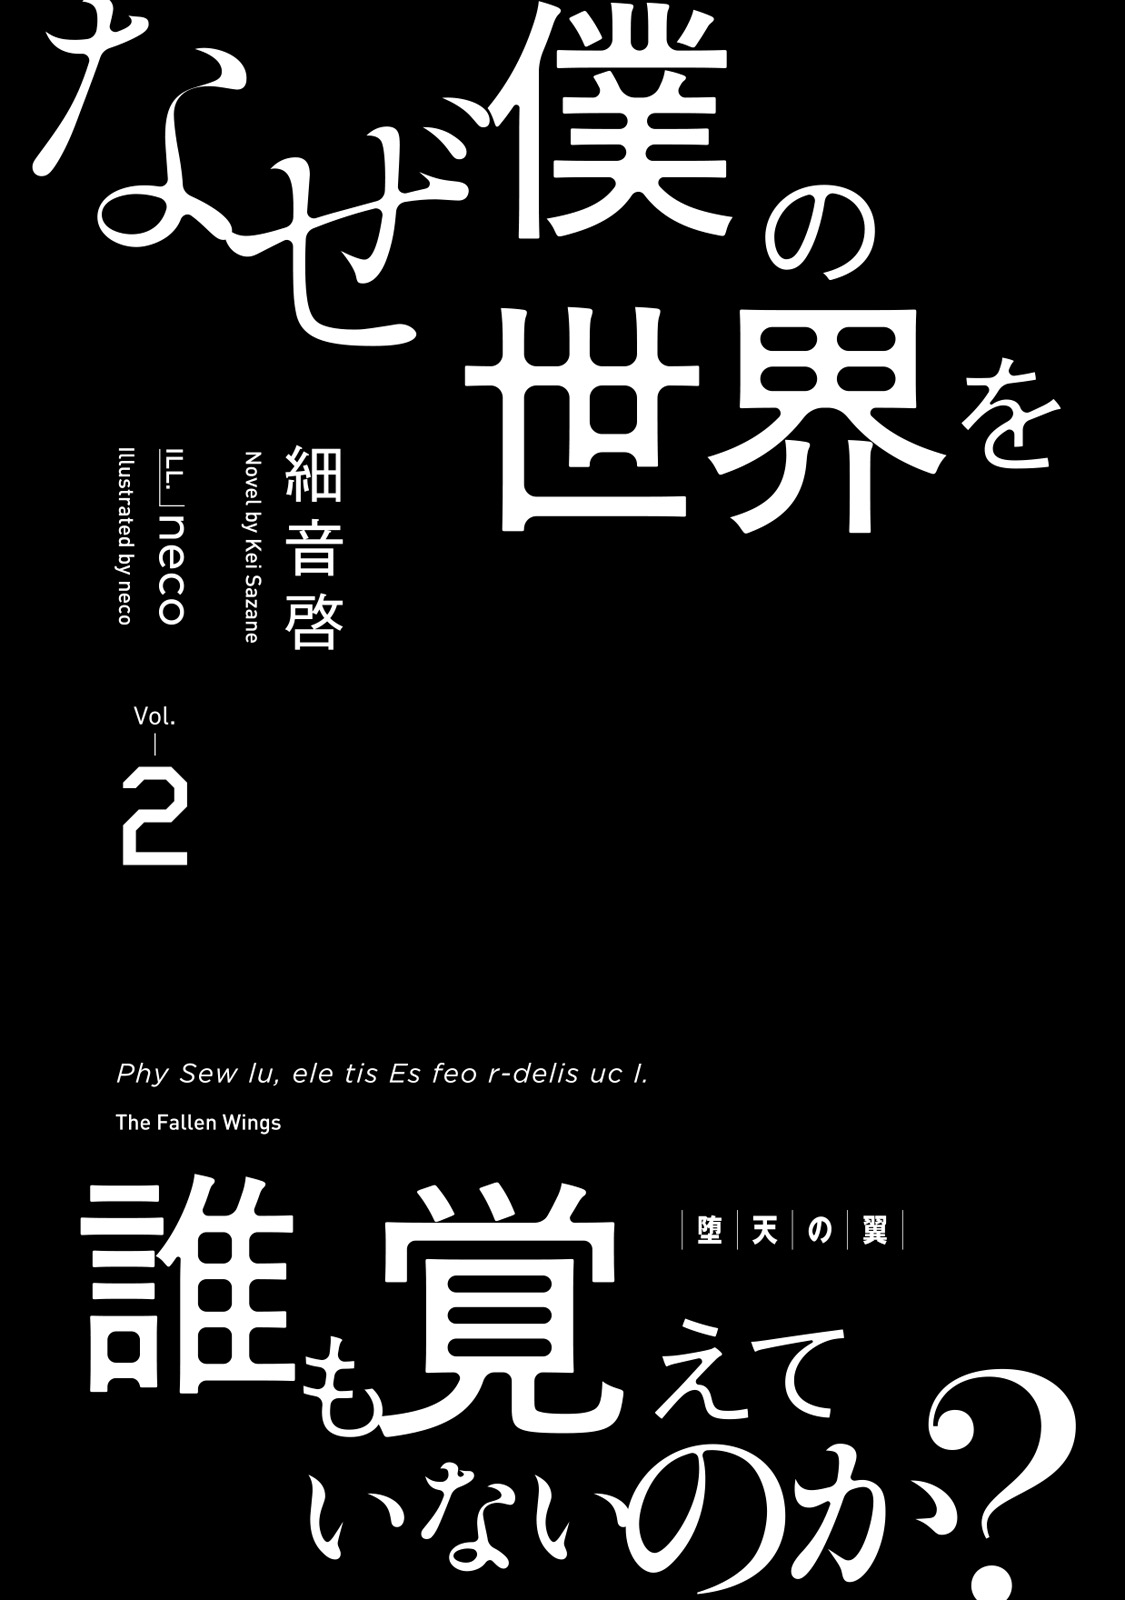 なぜ僕の
世界を
細音啓
Novel by Kei Sazane
ILL. neco
Illustrated by neco
Vol.
2
Phy Sew lu, ele tis Es feo r-delis uc l.
The Fallen Wings
堕天の翼
誰も覚えて
いないのか?